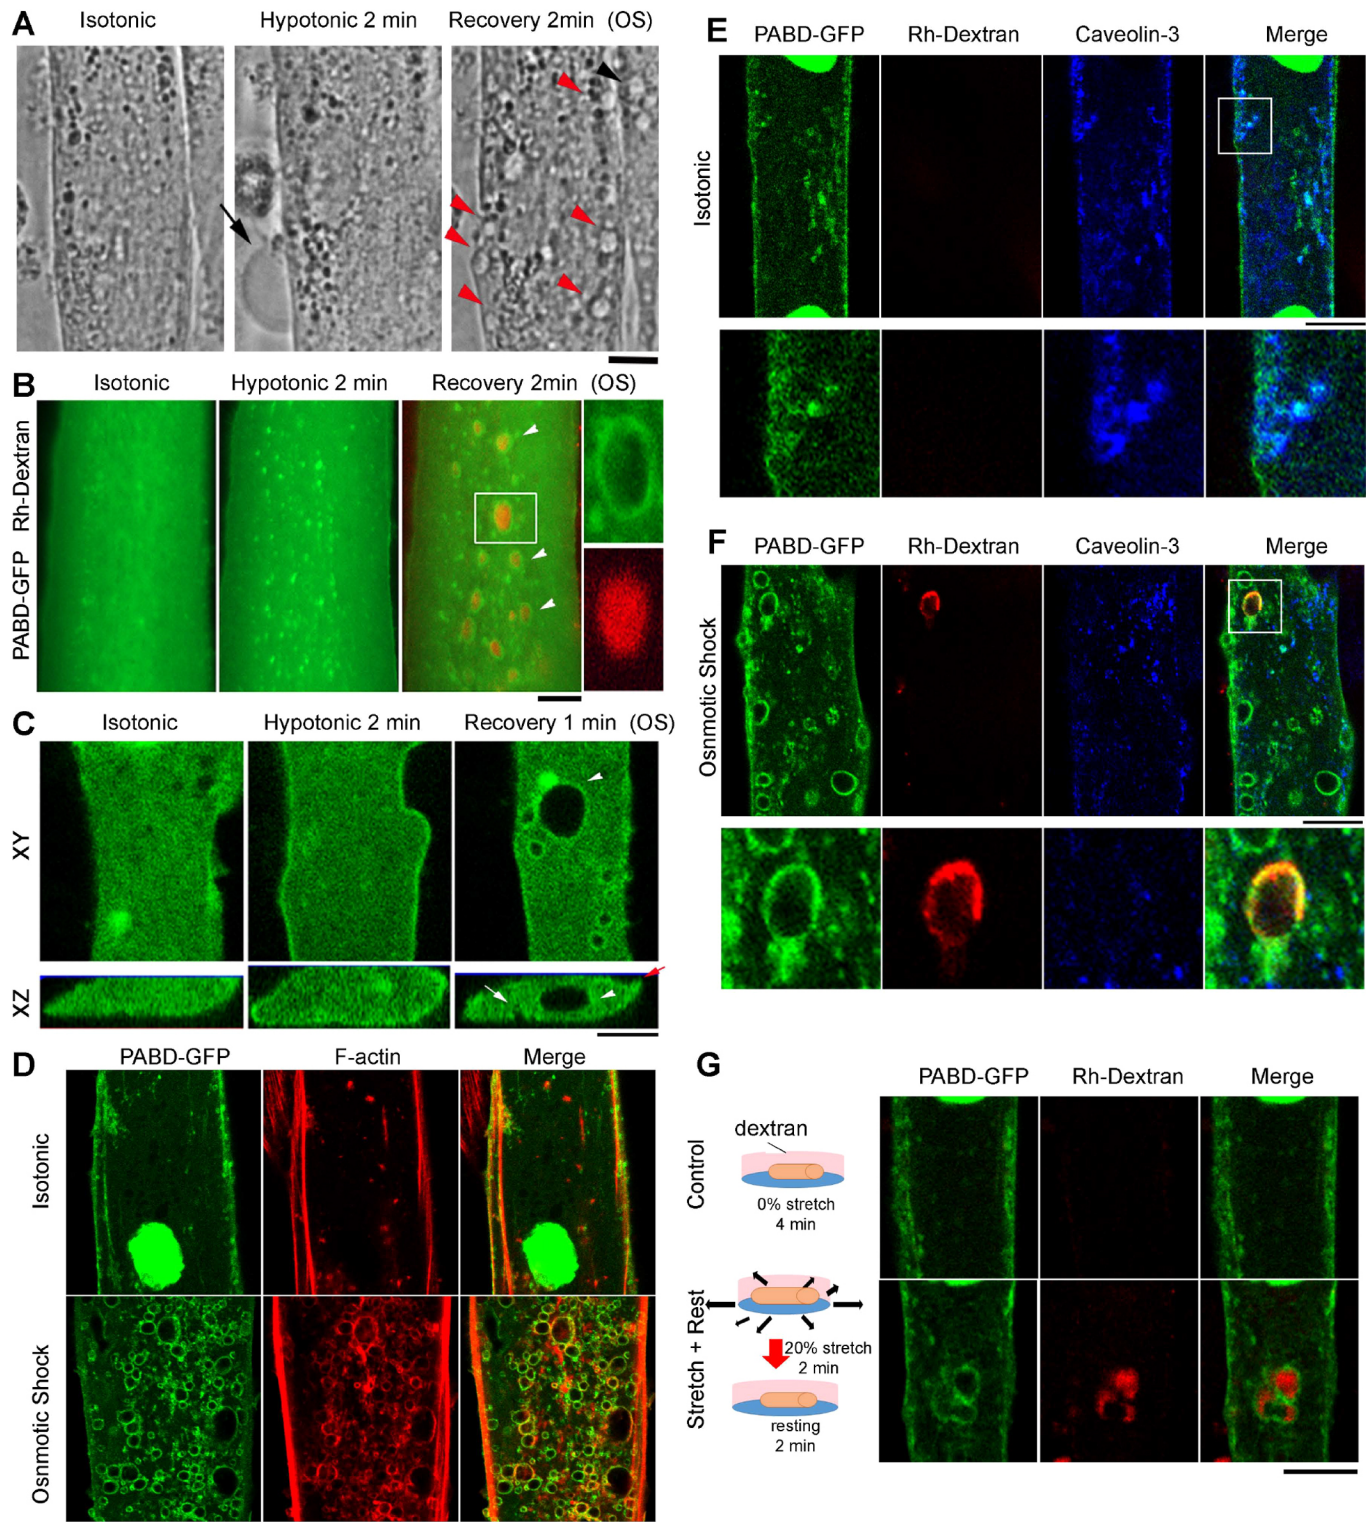 A
Isotonic
Hypotonic 2 min
Recovery 2min (OS)
B
Isotonic
Hypotonic 2 min
Recovery 2min (OS)
PABD-GFP Rh-Dextran
C
Isotonic
Hypotonic 2 min
Recovery 1 min (OS)
XY
XZ
D
PABD-GFP
F-actin
Merge
Isotonic
Osnmotic Shock
E
PABD-GFP
Rh-Dextran
Caveolin-3
Merge
Isotonic
F
PABD-GFP
Rh-Dextran
Caveolin-3
Merge
Osnmotic Shock
G
PABD-GFP
Rh-Dextran
Merge
Control
dextran
0% stretch
4 min
Stretch + Rest
20% stretch
2 min
resting
2 min